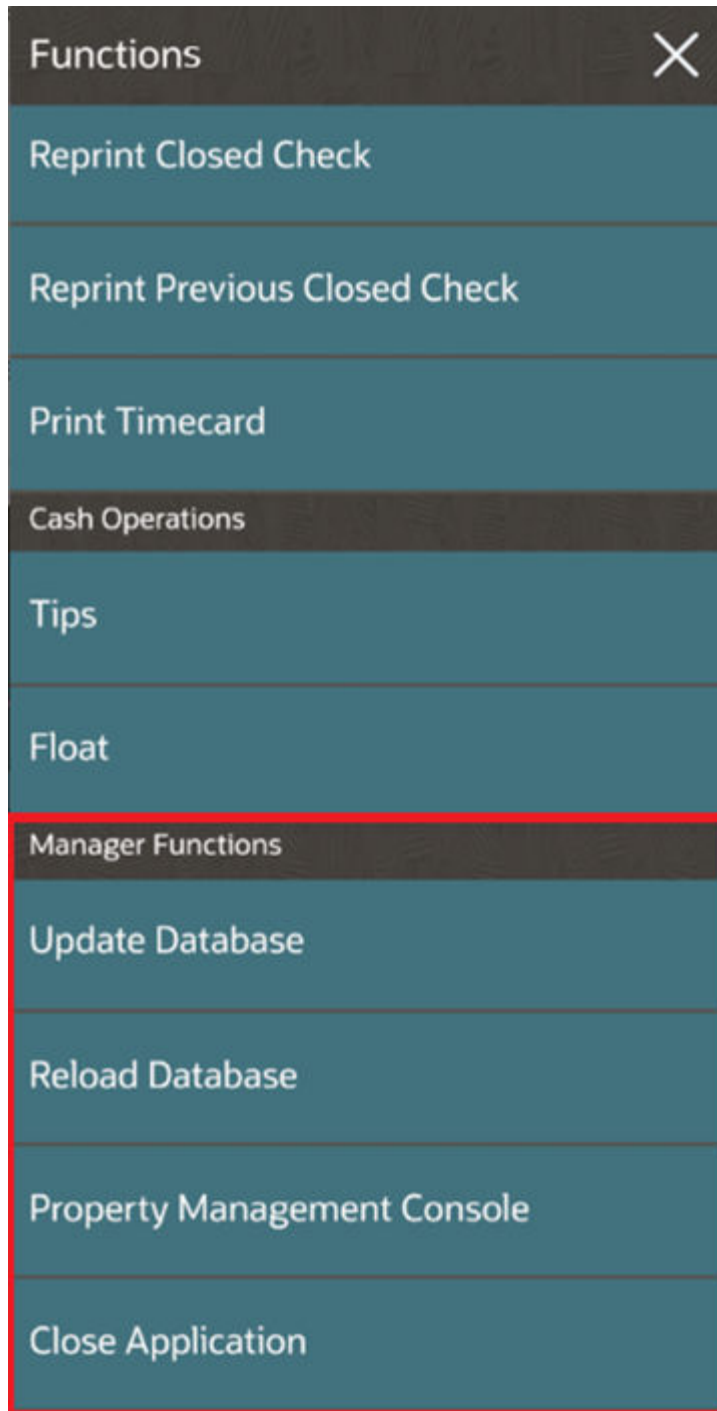 Functions
Reprint Closed Check
Reprint Previous Closed Check
Print Timecard
Cash Operations
Tips
Float
Manager Functions
Update Database
Reload Database
Property Management Console
Close Application